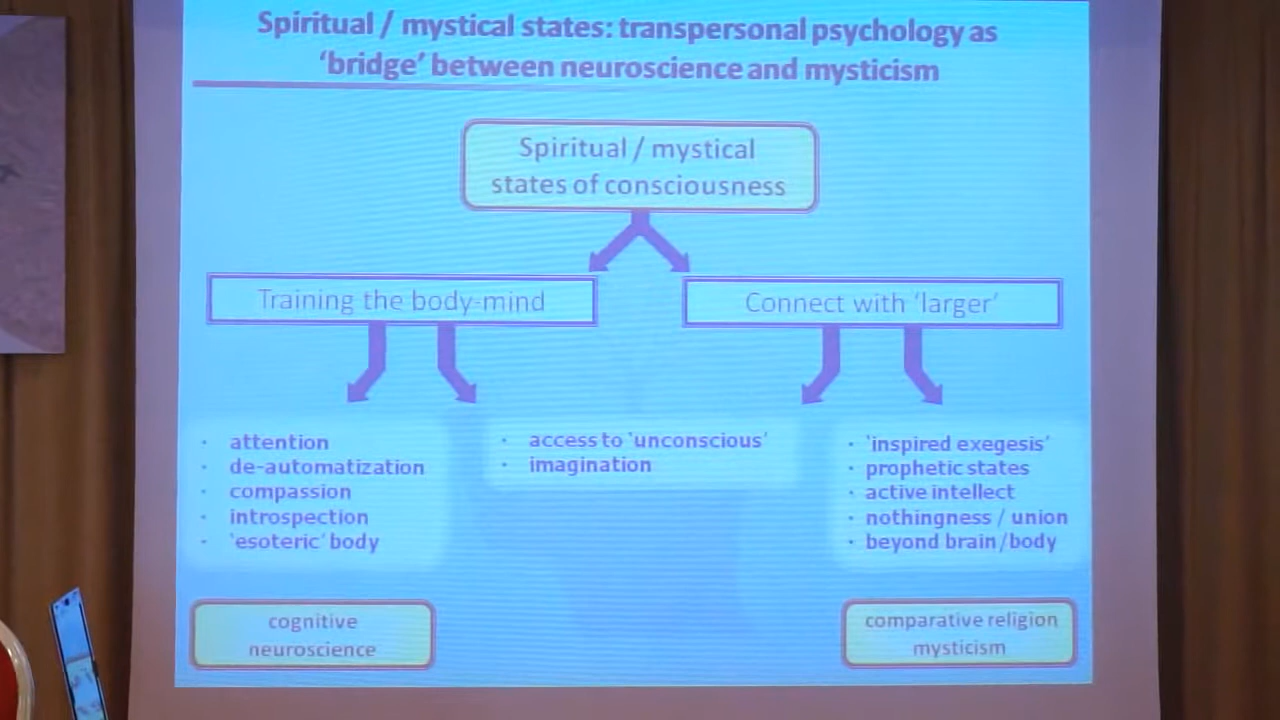 Spiritual / mystical states: transpersonal psychology as
'bridge' between neuroscience and mysticism
Spiritual / mystical
states of consciousness
Training the body-mind
Connect with 'larger'
· attention
· de-automatization
· compassion
· introspection
· 'esoteric' body
· access to 'unconscious'
· imagination
· 'inspired exegesis'
· prophetic states
· active intellect
· nothingness / union
· beyond brain/body
cognitive
neuroscience
comparative religion
mysticism